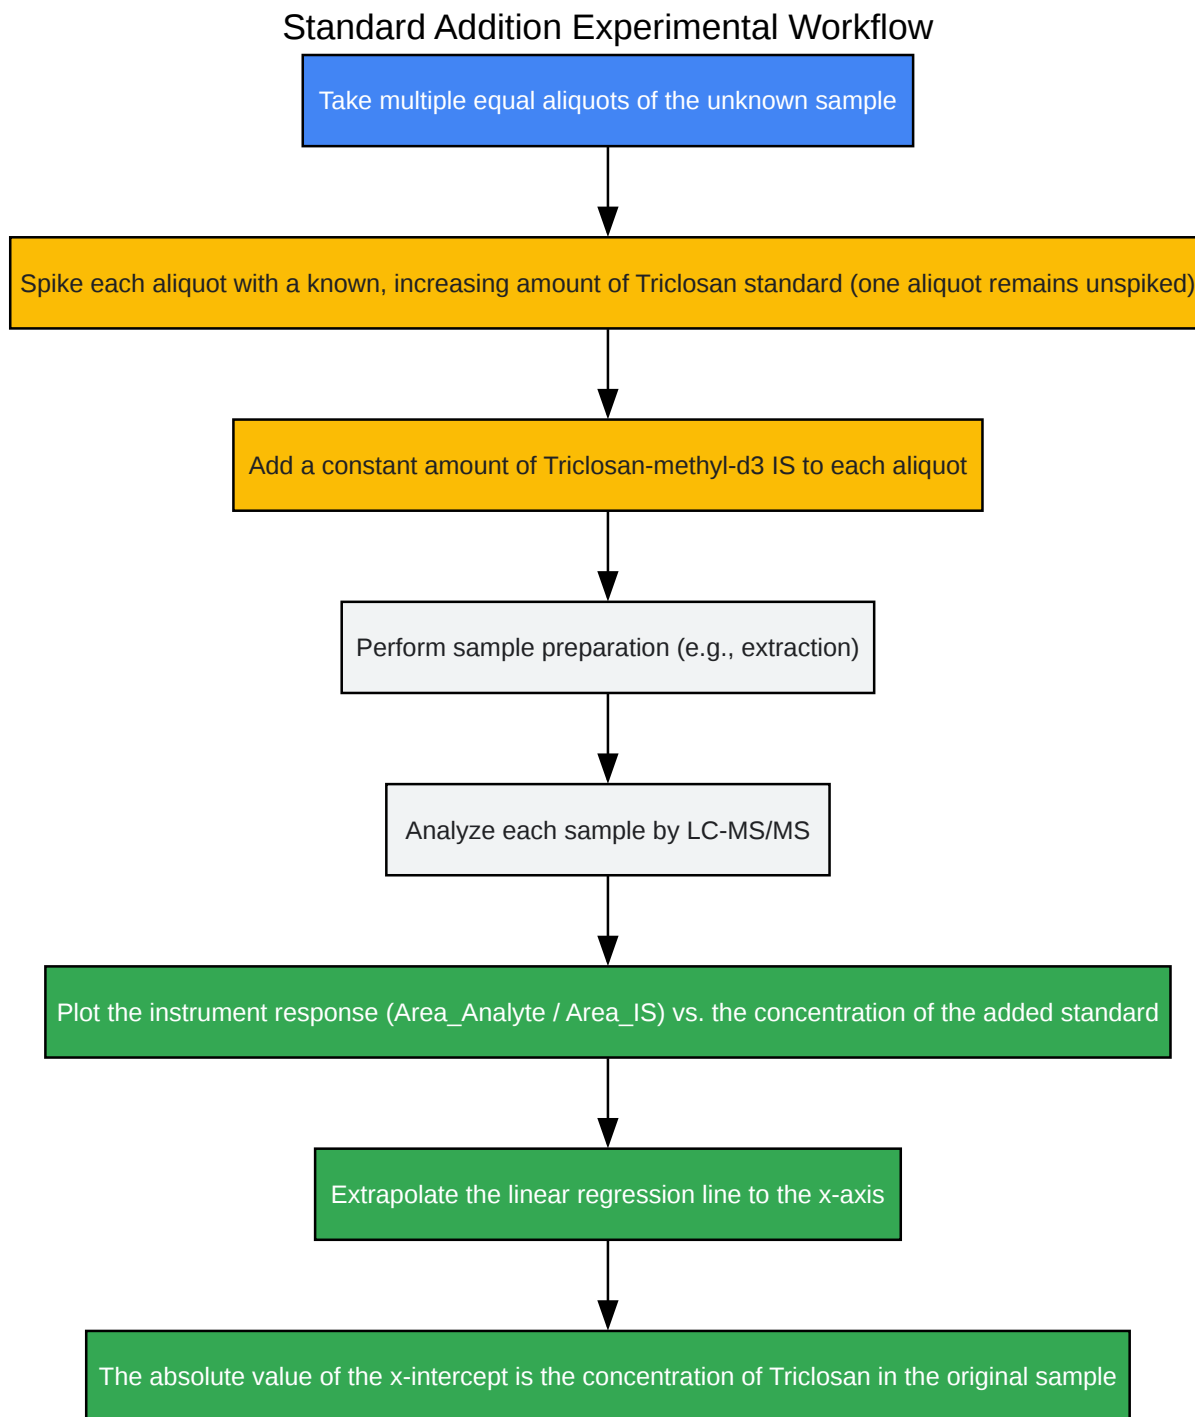 Standard Addition Experimental Workflow
Take multiple equal aliquots of the unknown sample
Spike each aliquot with a known, increasing amount of Triclosan standard (one aliquot remains unspiked)
Add a constant amount of Triclosan-methyl-d3 IS to each aliquot
Perform sample preparation (e.g., extraction)
Analyze each sample by LC-MS/MS
Plot the instrument response (Area_Analyte / Area_IS) vs. the concentration of the added standard
Extrapolate the linear regression line to the x-axis
The absolute value of the x-intercept is the concentration of Triclosan in the original sample